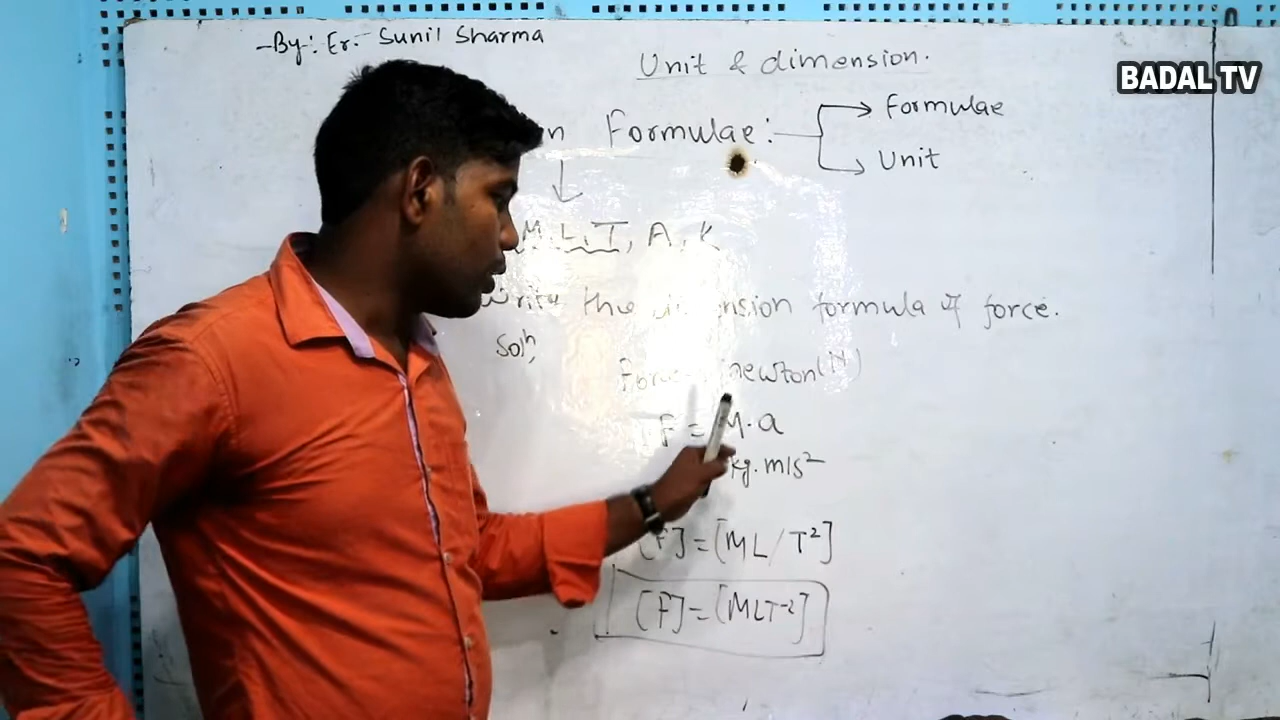 -By:- Er.- Sunil Sharma
Unit & dimension.
BADAL TV
Formulae: → Formulae
→ Unit
M, L, T, A, K
Write the dimension formula of force.
Soln,
newton(N)
F = M.a
kg.m/s²
[F] = [ML/T²]
[F] = [MLT⁻²]